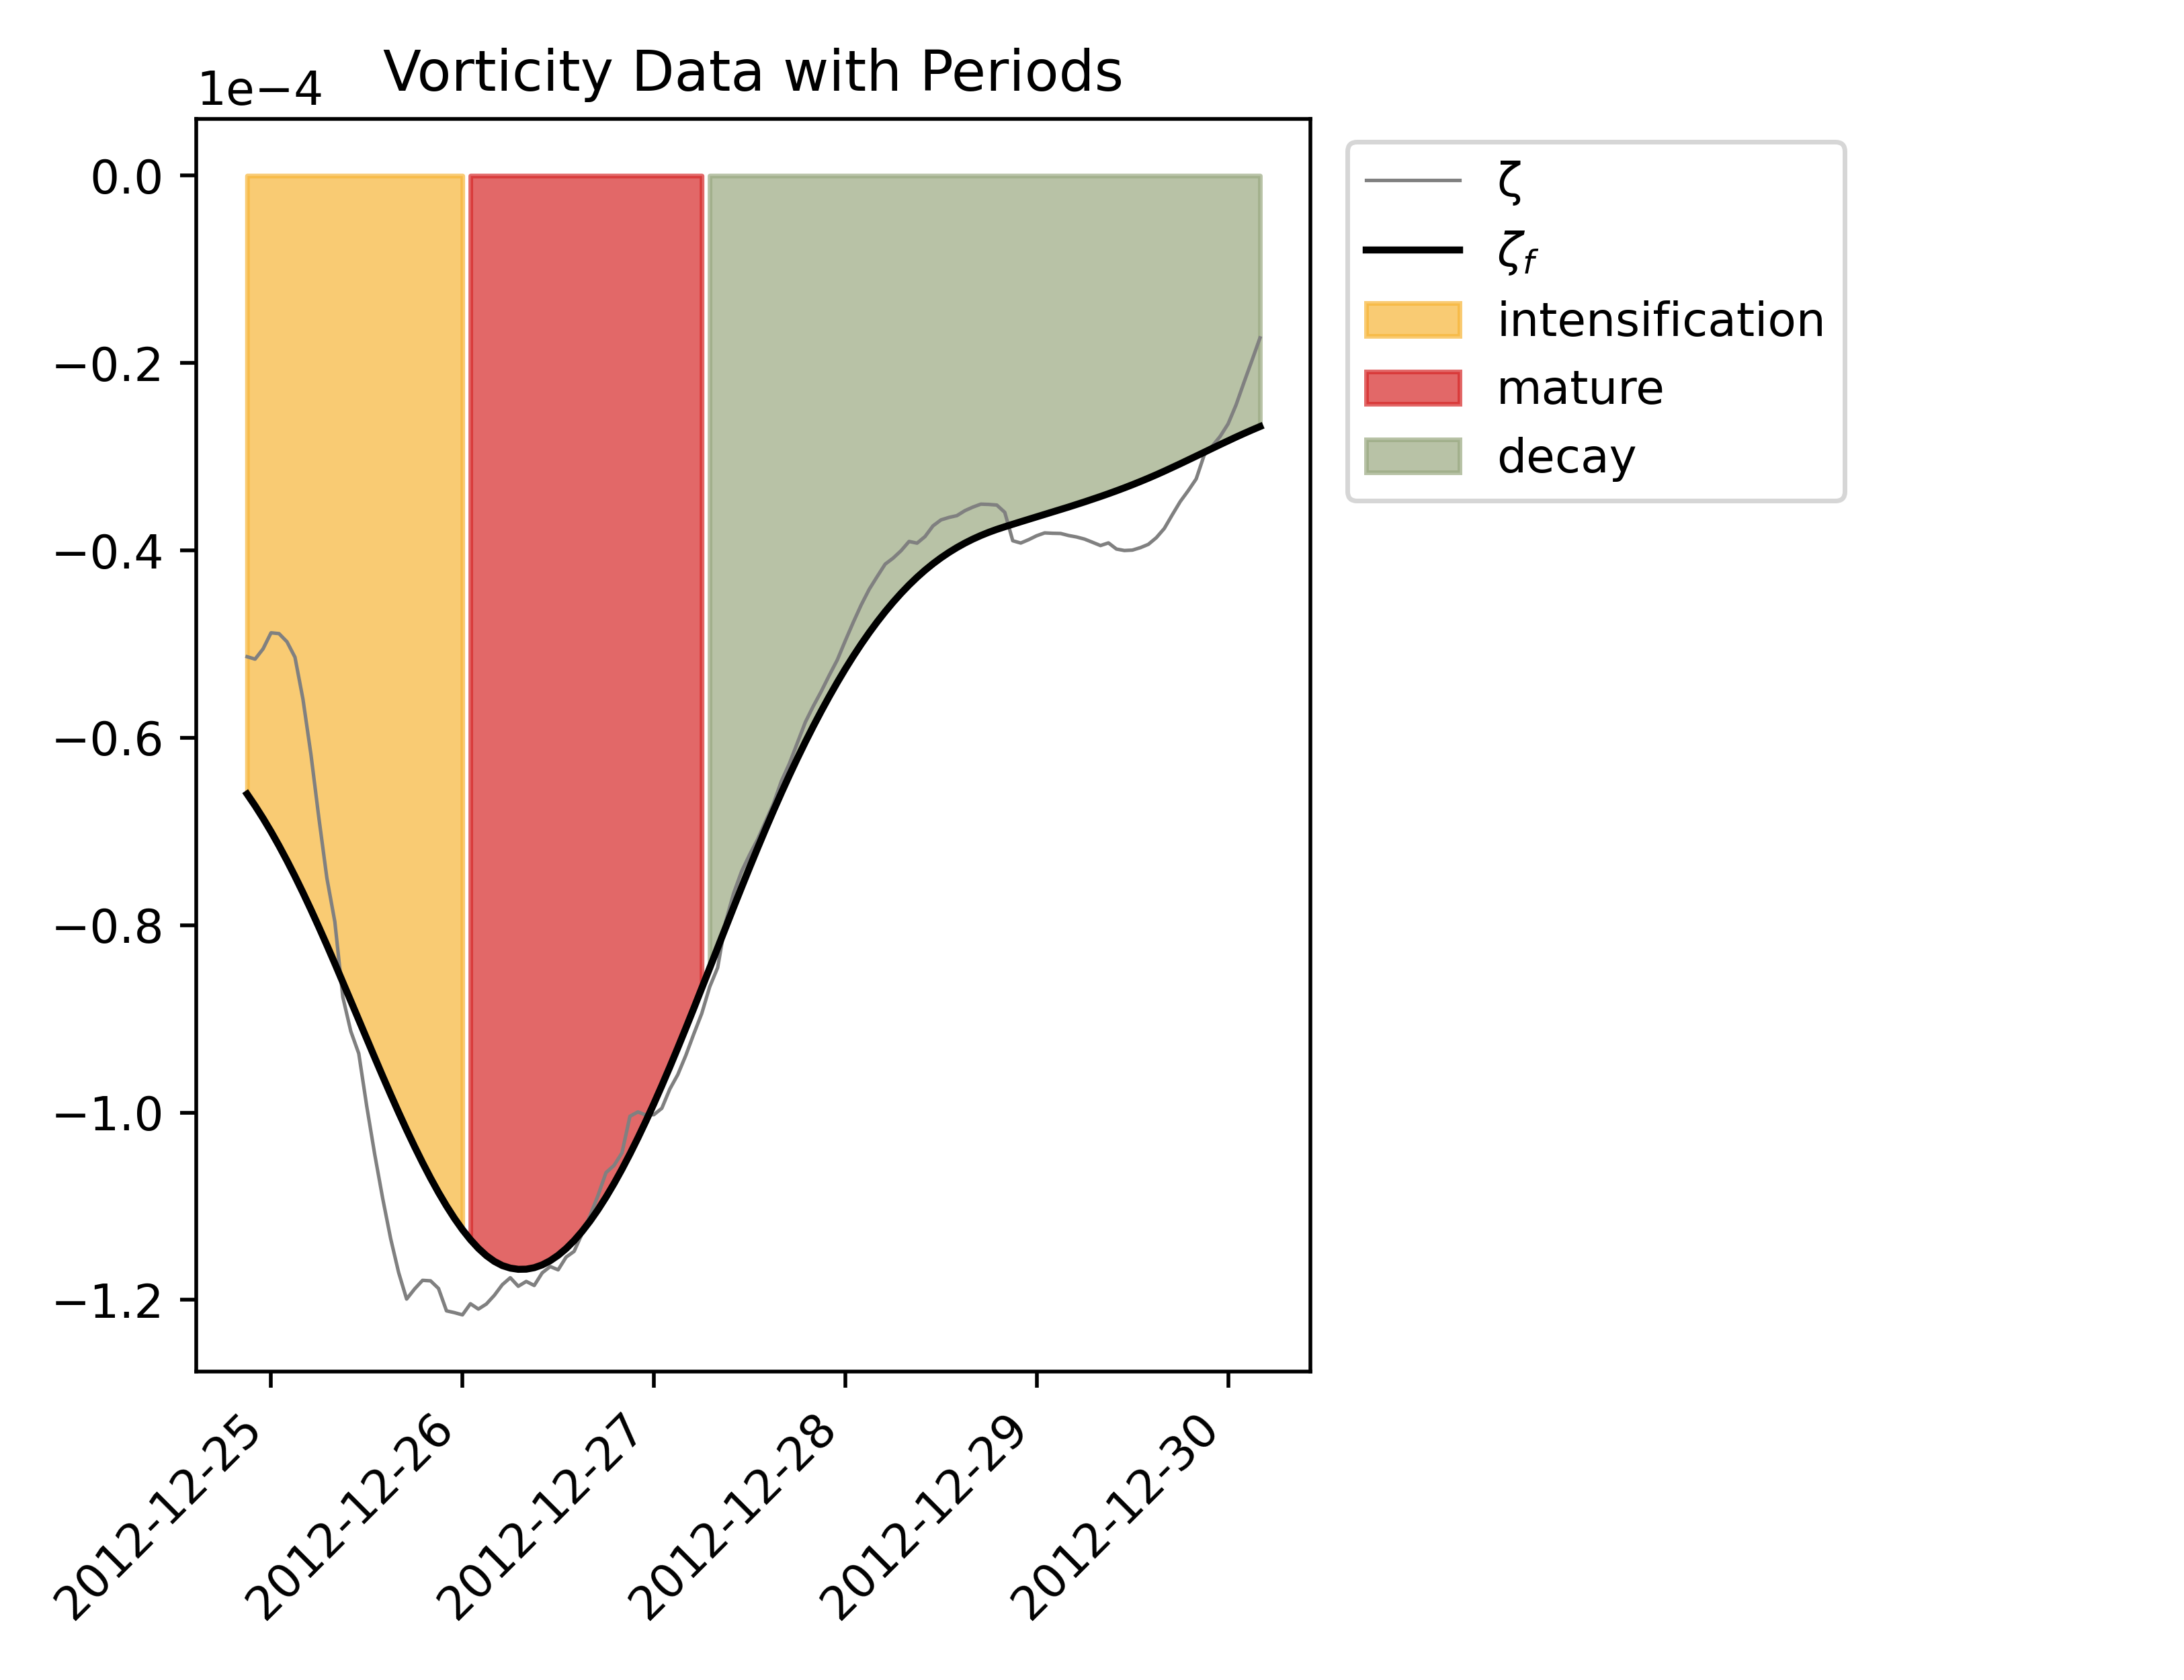 Vorticity Data with Periods
1e−4
0.0
−0.2
−0.4
−0.6
−0.8
−1.0
−1.2
2012-12-25
2012-12-26
2012-12-27
2012-12-28
2012-12-29
2012-12-30
ζ
ζf
intensification
mature
decay